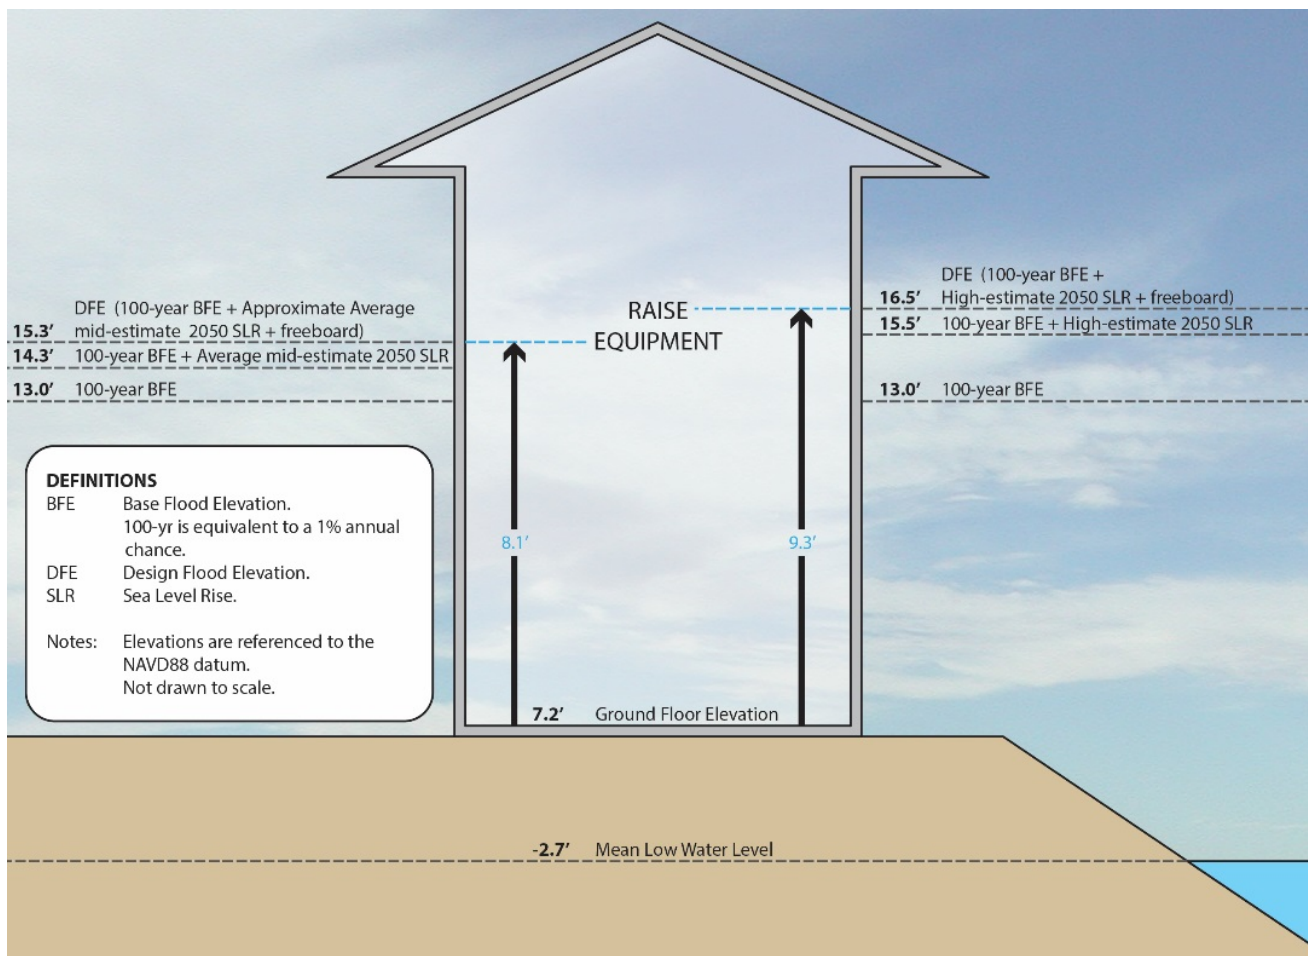 DFE (100-year BFE + Approximate Average
15.3’ mid-estimate 2050 SLR + freeboard)
14.3’ 100-year BFE + Average mid-estimate 2050 SLR
13.0’ 100-year BFE
RAISE
EQUIPMENT
DFE (100-year BFE +
16.5’ High-estimate 2050 SLR + freeboard)
15.5’ 100-year BFE + High-estimate 2050 SLR
13.0’ 100-year BFE
DEFINITIONS
BFE Base Flood Elevation.
100-yr is equivalent to a 1% annual
chance.
DFE Design Flood Elevation.
SLR Sea Level Rise.
Notes: Elevations are referenced to the
NAVD88 datum.
Not drawn to scale.
8.1’
9.3’
7.2’ Ground Floor Elevation
-2.7’ Mean Low Water Level